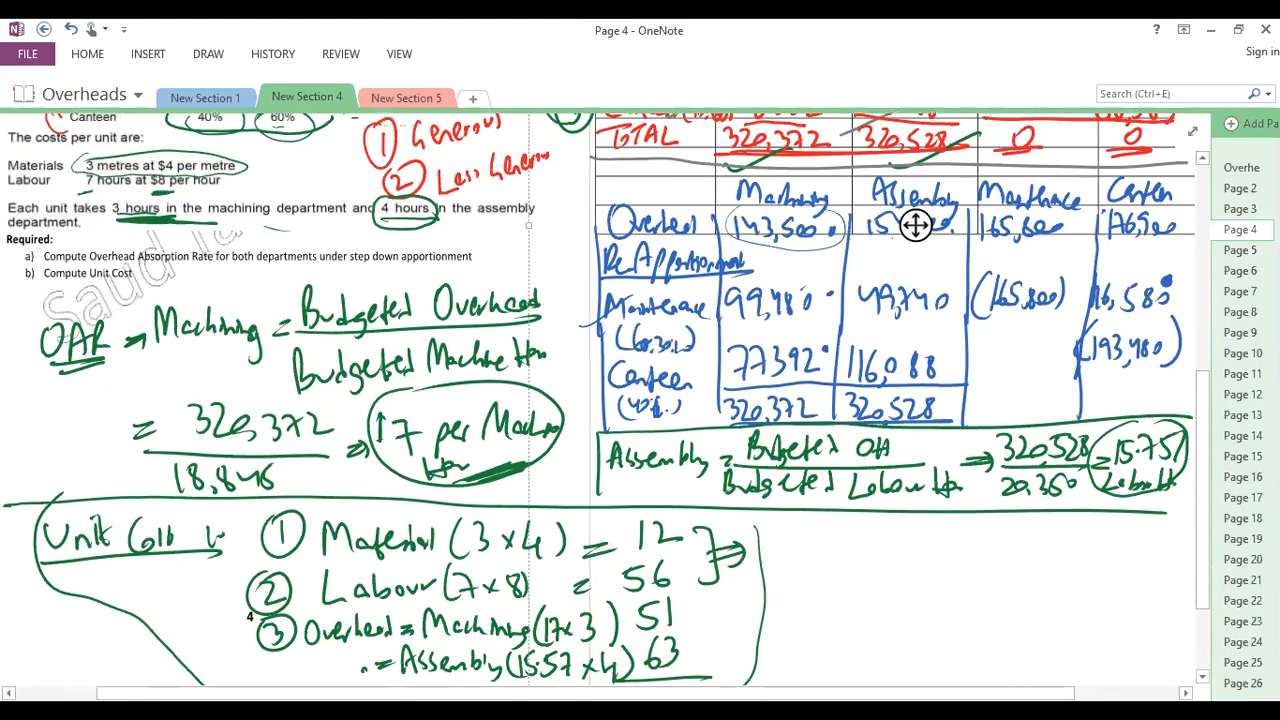 Page 4 - OneNote
?
Sign in
FILE
HOME
INSERT
DRAW
HISTORY
REVIEW
VIEW
Overheads
New Section 1
New Section 4
New Section 5
+
Search (Ctrl+E)
Add Pa
Overhe
Page 2
Page 3
Page 4
Page 5
Page 6
Page 7
Page 8
Page 9
Page 10
Page 11
Page 12
Page 13
Page 14
Page 15
Page 16
Page 17
Page 18
Page 19
Page 20
Page 21
Page 22
Page 23
Page 24
Page 25
Page 26
Canteen 40% 60% -
The costs per unit are:
Materials 3 metres at $4 per metre
Labour 7 hours at $8 per hour
Each unit takes 3 hours in the machining department and 4 hours in the assembly
department.
Required:
a) Compute Overhead Absorption Rate for both departments under step down apportionment
b) Compute Unit Cost
1 Generous
2 Less Generous
OAR → Machining = Budgeted Overhead
Budgeted Machine Hrs
= 320,372
18,845
⇒ 17 per Machine
Hr
TOTAL 320,372 320,528 0 0
Machining Assembly Canteen
Overhead 143,500 165,600 176,900
Re Apportionment
Maintenance 99,480 49,740 (165,800) 16,580
(193,480)
Canteen 77392 116,088
(40%)
320,372 320,528
Assembly = Budgeted OH ⇒ 320,528 = 15.75/
Budgeted Labour Hr 20,350 Labour Hr
Unit
1 Material (3×4) = 12
2 Labour (7×8) = 56
4
3 Overhead = Machining (17×3) 51
= Assembly (15.57×4) 63